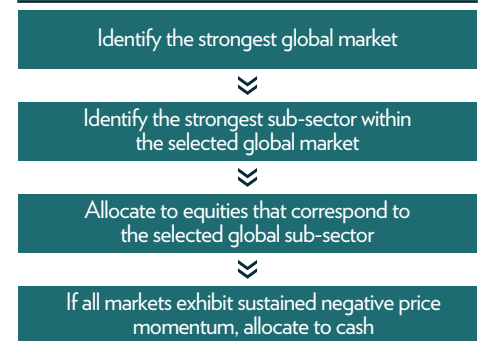 Identify the strongest global market
Identify the strongest sub-sector within
the selected global market
Allocate to equities that correspond to
the selected global sub-sector
If all markets exhibit sustained negative price
momentum, allocate to cash